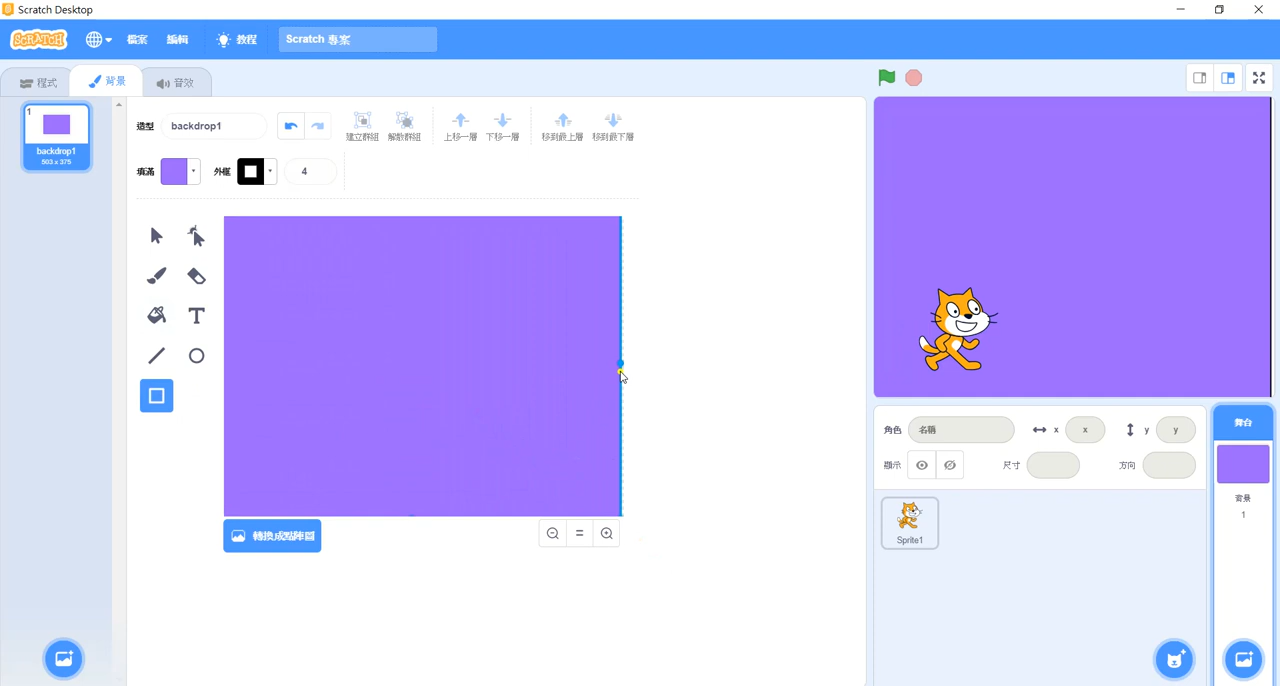 Scratch Desktop
SCRATCH 檔案 編輯 教程 Scratch 專案
程式 背景 音效
1
backdrop1
503 x 375
造型 backdrop1 建立群組 解散群組 上移一層 下移一層 移到最上層 移到最下層
填滿 外框 4
T
轉換成點陣圖
角色 名稱 x x y y
顯示 尺寸 方向
Sprite1
舞台
背景
1